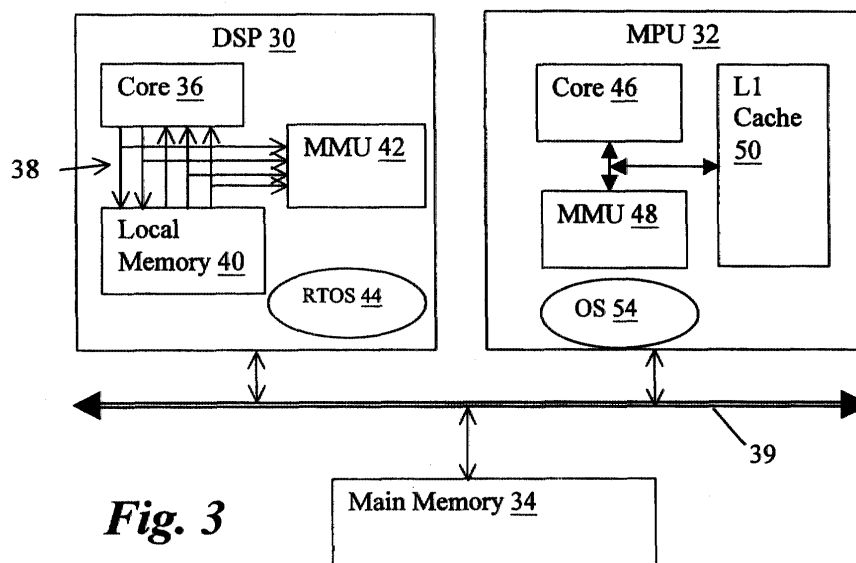 DSP 30
Core 36
38
MMU 42
Local
Memory 40
RTOS 44
MPU 32
Core 46
L1
Cache
50
MMU 48
OS 54
39
Main Memory 34
Fig. 3